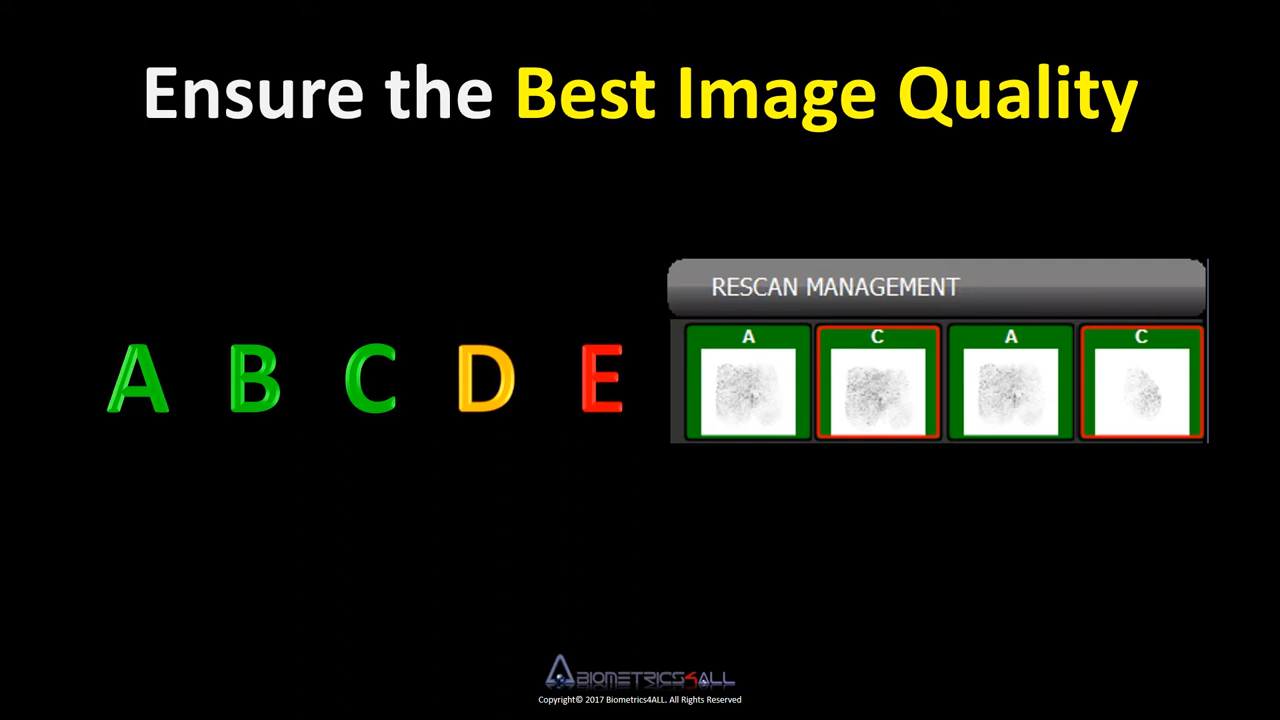 Ensure the Best Image Quality
A B C D E
RESCAN MANAGEMENT
A C A C
BIOMETRICS4ALL
Copyright© 2017 Biometrics4ALL. All Rights Reserved